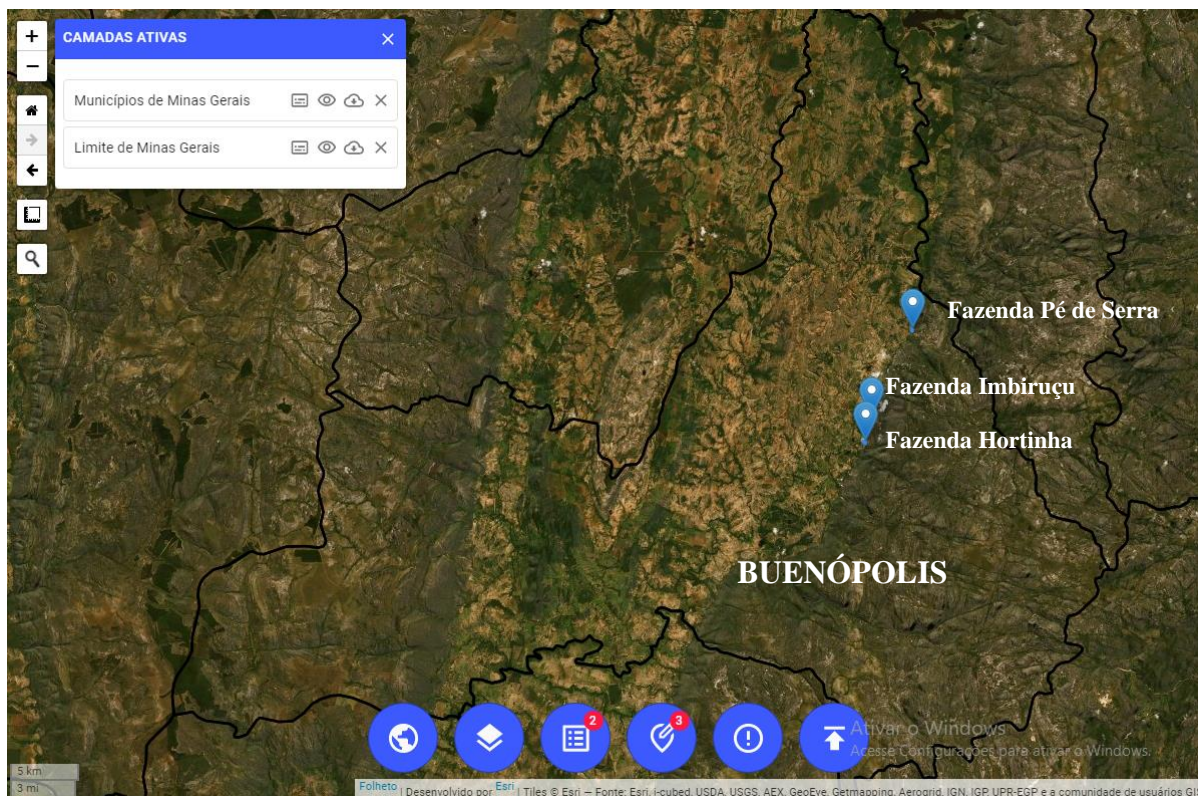 +
CAMADAS ATIVAS
−
Municípios de Minas Gerais
Limite de Minas Gerais
Fazenda Pé de Serra
Fazenda Imbiruçu
Fazenda Hortinha
BUENÓPOLIS
2
3
Ativar o Windows
Acesse Configurações para ativar o Windows.
5 km
3 mi
Folheto | Desenvolvido por Esri | Tiles © Esri — Fonte: Esri, i-cubed, USDA, USGS, AEX, GeoEye, Getmapping, Aerogrid, IGN, IGP, UPR-EGP e a comunidade de usuários GI